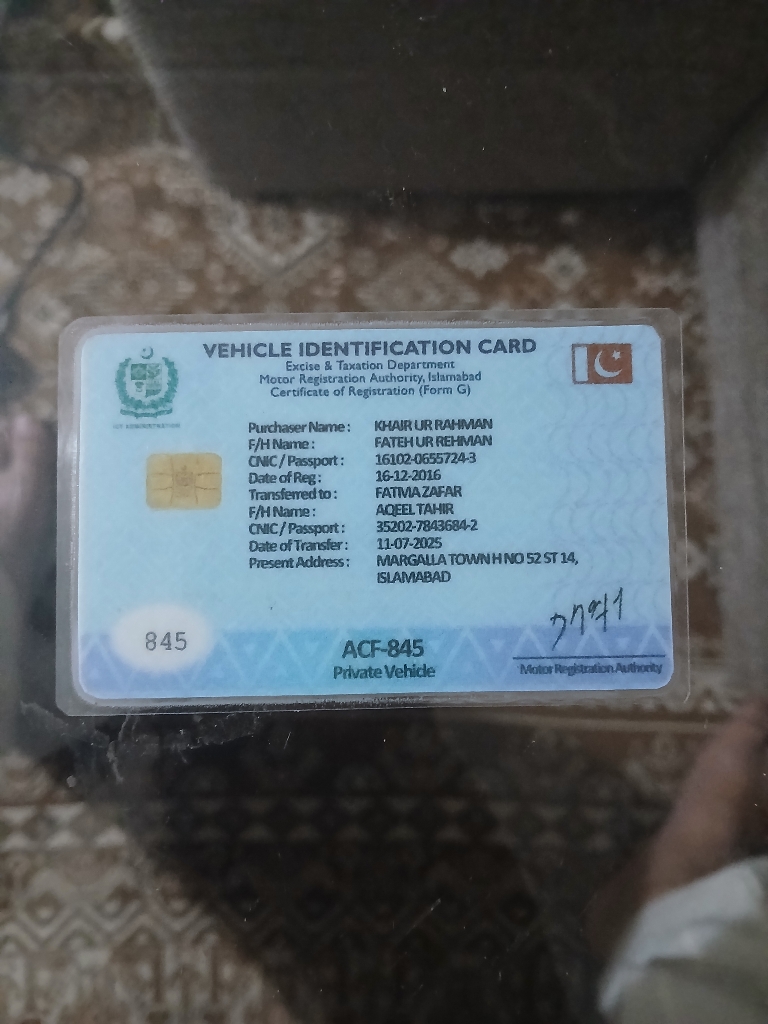 VEHICLE IDENTIFICATION CARD
Excise & Taxation Department
Motor Registration Authority, Islamabad
Certificate of Registration (Form G)
ICT ADMINISTRATION
Purchaser Name : KHAIR UR RAHMAN
F/H Name : FATEH UR REHMAN
CNIC / Passport : 16102-0655724-3
Date of Reg : 16-12-2016
Transferred to : FATMA ZAFAR
F/H Name : AQEEL TAHIR
CNIC / Passport : 35202-7843684-2
Date of Transfer : 11-07-2025
Present Address : MARGALLA TOWN H NO 52 ST 14,
ISLAMABAD
845
ACF-845
Private Vehicle
Motor Registration Authority